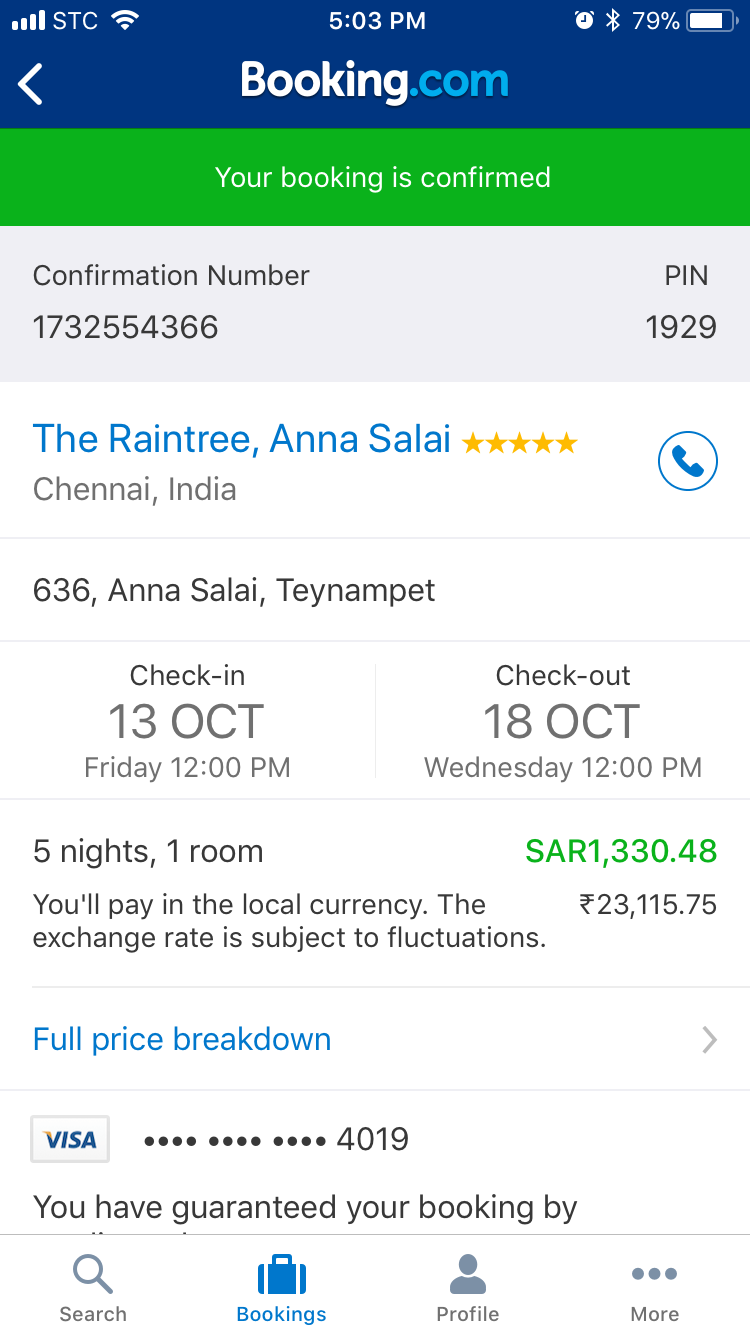 STC 5:03 PM 79%
Booking.com
Your booking is confirmed
Confirmation Number PIN
1732554366 1929
The Raintree, Anna Salai
Chennai, India
636, Anna Salai, Teynampet
Check-in Check-out
13 OCT 18 OCT
Friday 12:00 PM Wednesday 12:00 PM
5 nights, 1 room SAR1,330.48
You'll pay in the local currency. The ₹23,115.75
exchange rate is subject to fluctuations.
Full price breakdown
VISA •••• •••• •••• 4019
You have guaranteed your booking by
Search Bookings Profile More